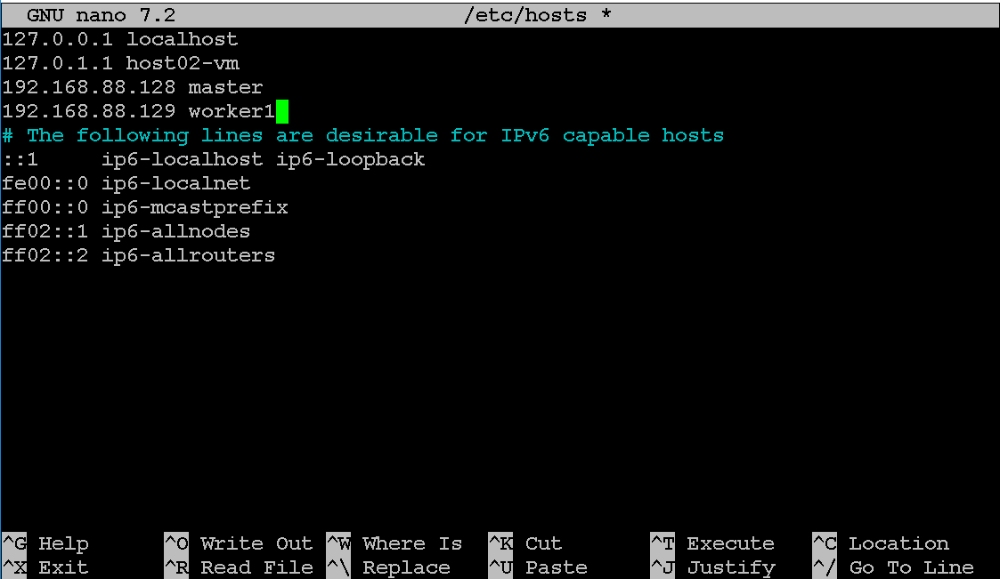 GNU nano 7.2 /etc/hosts *
127.0.0.1 localhost
127.0.1.1 host02-vm
192.168.88.128 master
192.168.88.129 worker1
# The following lines are desirable for IPv6 capable hosts
::1     ip6-localhost ip6-loopback
fe00::0 ip6-localnet
ff00::0 ip6-mcastprefix
ff02::1 ip6-allnodes
ff02::2 ip6-allrouters
^G Help ^O Write Out ^W Where Is ^K Cut ^T Execute ^C Location
^X Exit ^R Read File ^\ Replace ^U Paste ^J Justify ^/ Go To Line